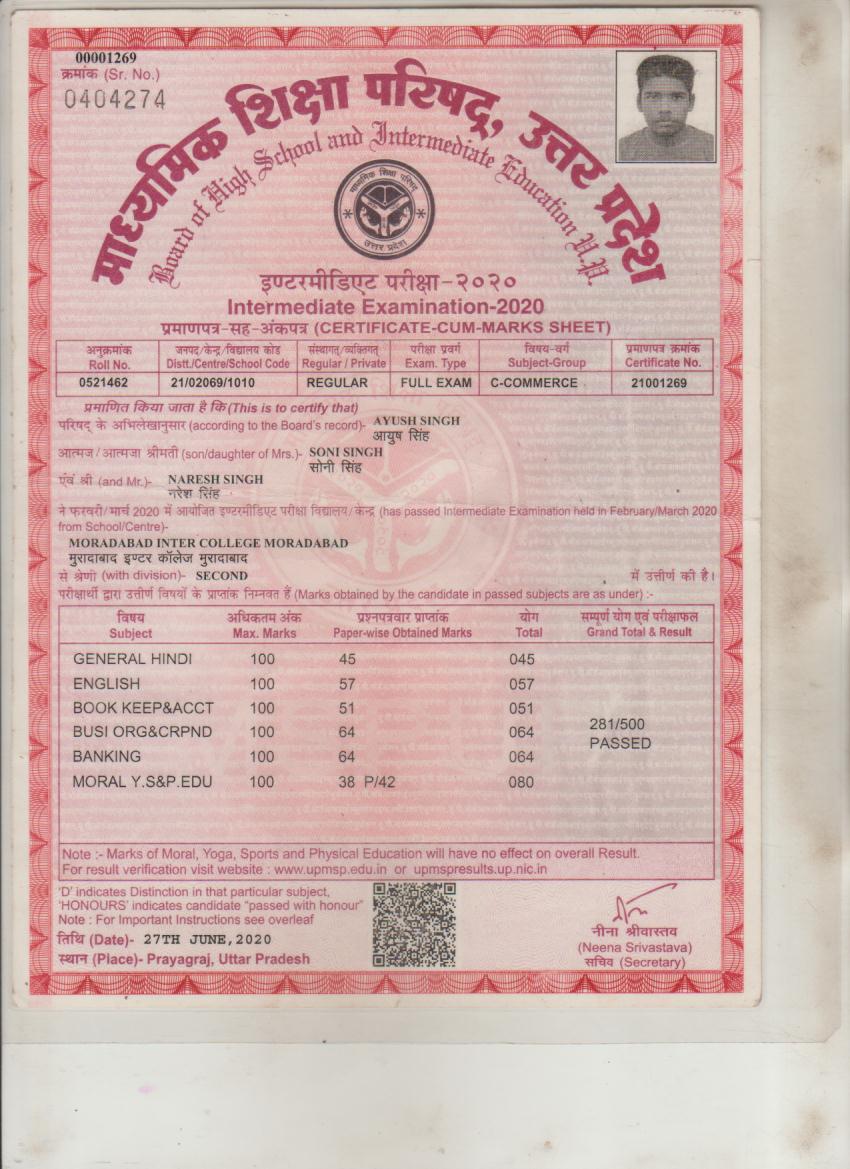 00001269
क्रमांक (Sr. No.)
0404274
माध्यमिक शिक्षा परिषद्, उत्तर प्रदेश
Board of High School and Intermediate Education U.P.
माध्यमिक शिक्षा परिषद्
उत्तर प्रदेश
इण्टरमीडिएट परीक्षा-२०२०
Intermediate Examination-2020
प्रमाणपत्र-सह-अंकपत्र (CERTIFICATE-CUM-MARKS SHEET)
अनुक्रमांक जनपद/केन्द्र/विद्यालय कोड संस्थागत/व्यक्तिगत परीक्षा प्रवर्ग विषय-वर्ग प्रमाणपत्र क्रमांक
Roll No. Distt./Centre/School Code Regular / Private Exam. Type Subject-Group Certificate No.
0521462 21/02069/1010 REGULAR FULL EXAM C-COMMERCE 21001269
प्रमाणित किया जाता है कि(This is to certify that)
परिषद के अभिलेखानुसार (according to the Board's record)- AYUSH SINGH
आयुष सिंह
आत्मज/आत्मजा श्रीमती (son/daughter of Mrs.)- SONI SINGH
सोनी सिंह
एंवं श्री (and Mr.)- NARESH SINGH
नरेश सिंह
ने फरवरी/मार्च 2020 में आयोजित इण्टरमीडिएट परीक्षा विद्यालय/केन्द्र (has passed Intermediate Examination held in February/March 2020
from School/Centre)-
MORADABAD INTER COLLEGE MORADABAD
मुरादाबाद इण्टर कॉलेज मुरादाबाद
से श्रेणी (with division)- SECOND में उत्तीर्ण की है।
परीक्षार्थी द्वारा उत्तीर्ण विषयों के प्राप्तांक निम्नवत हैं (Marks obtained by the candidate in passed subjects are as under) :-
विषय अधिकतम अंक प्रश्नपत्रवार प्राप्तांक योग सम्पूर्ण योग एवं परीक्षाफल
Subject Max. Marks Paper-wise Obtained Marks Total Grand Total & Result
GENERAL HINDI 100 45 045
ENGLISH 100 57 057
BOOK KEEP&ACCT 100 51 051
BUSI ORG&CRPND 100 64 064 281/500
PASSED
BANKING 100 64 064
MORAL Y.S&P.EDU 100 38 P/42 080
Note :- Marks of Moral, Yoga, Sports and Physical Education will have no effect on overall Result.
For result verification visit website : www.upmsp.edu.in or upmspresults.up.nic.in
'D' indicates Distinction in that particular subject,
'HONOURS' indicates candidate "passed with honour"
Note : For Important Instructions see overleaf
तिथि (Date)- 27TH JUNE,2020
स्थान (Place)- Prayagraj, Uttar Pradesh
नीना श्रीवास्तव
(Neena Srivastava)
सचिव (Secretary)